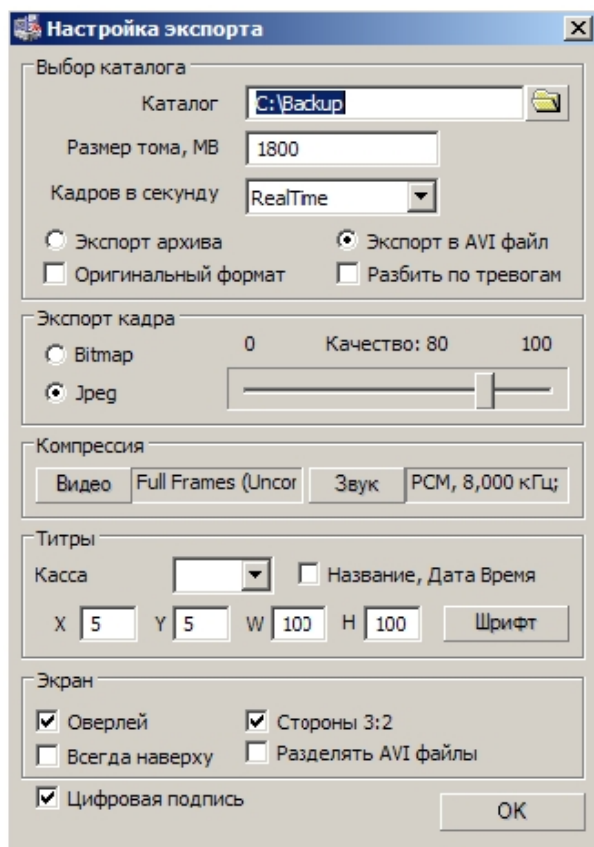 Настройка экспорта
Выбор каталога
Каталог C:\Backup
Размер тома, МВ 1800
Кадров в секунду RealTime
Экспорт архива Экспорт в AVI файл
Оригинальный формат Разбить по тревогам
Экспорт кадра
Bitmap 0 Качество: 80 100
Jpeg
Компрессия
Видео Full Frames (Uncor Звук PCM, 8,000 кГц;
Титры
Касса Название, Дата Время
X 5 Y 5 W 100 H 100 Шрифт
Экран
Оверлей Стороны 3:2
Всегда наверху Разделять AVI файлы
Цифровая подпись OK